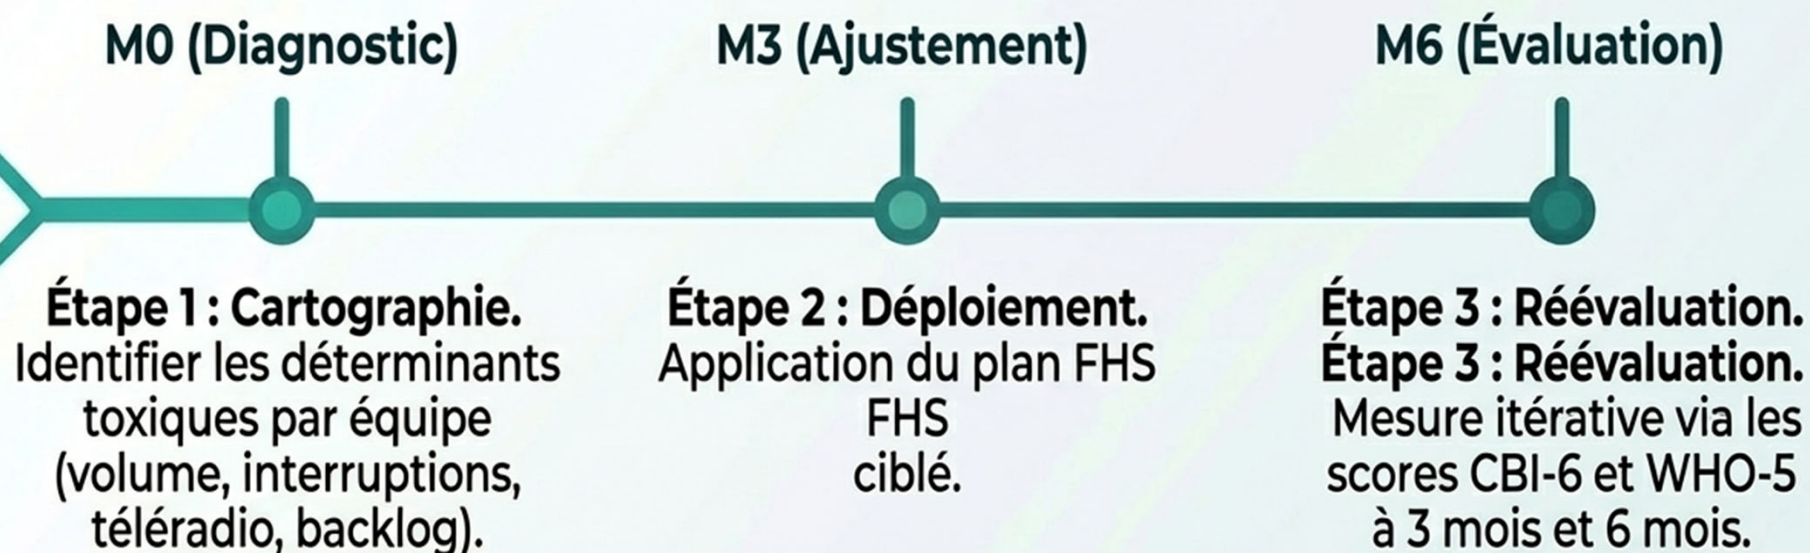 M0 (Diagnostic)
M3 (Ajustement)
M6 (Évaluation)
Étape 1 : Cartographie.
Identifier les déterminants
toxiques par équipe
(volume, interruptions,
téléradio, backlog).
Étape 2 : Déploiement.
Application du plan FHS
FHS
ciblé.
Étape 3 : Réévaluation.
Étape 3 : Réévaluation.
Mesure itérative via les
scores CBI-6 et WHO-5
à 3 mois et 6 mois.